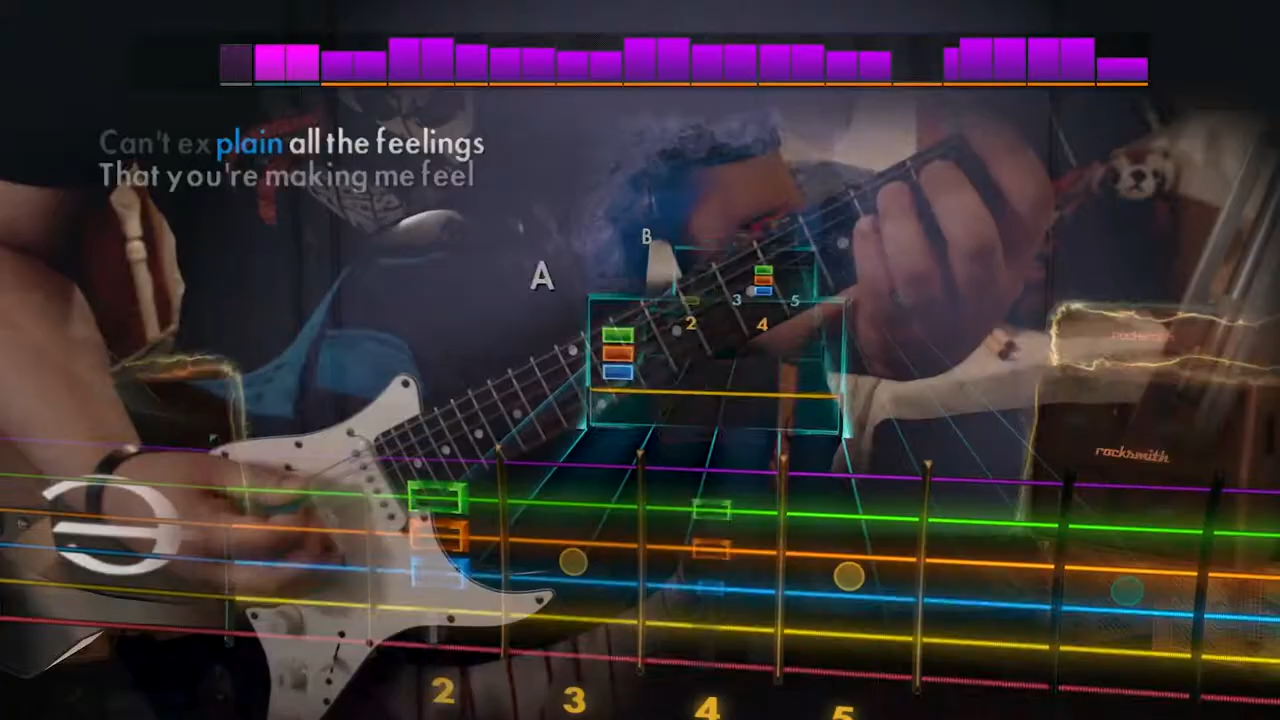 Can't explain all the feelings
That you're making me feel
B
A
3 5
2 4
rocksmith
rocksmith
2 3 4 5